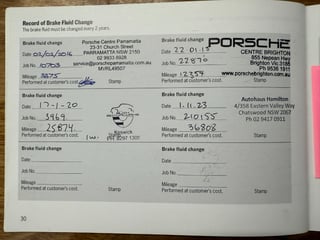 Record of Brake Fluid Change
The brake fluid must be changed every 2 years.
Brake fluid change
Date 02/02/2016
Job No. 10703
Mileage 3875
Performed at customer's cost.
Porsche Centre Parramatta
23-31 Church Street
PARRAMATTA NSW 2150
02 9933 6928
service@porscheparramatta.com.au
MVRL49507
Stamp
Brake fluid change
Date 22 01 15
Job No. 22870
Mileage 12354
Performed at customer's cost.
PORSCHE
CENTRE BRIGHTON
855 Nepean Hwy
Brighton Vic 3186
Ph 9536 1911
www.porschebrighton.com.au
Stamp
Brake fluid change
Date 17-1-20
Job No. 3969
Mileage 25874
Performed at customer's cost.
Stamp
Brake fluid change
Date 1.11.23
Job No. 210155
Mileage 36808
Performed at customer's cost.
Autohaus Hamilton
4/358 Eastern Valley Way
Chatswood NSW 2067
Ph 02 9417 0911
Stamp
Brake fluid change
Date
Job No.
Mileage
Performed at customer's cost.
Stamp
Brake fluid change
Date
Job No.
Mileage
Performed at customer's cost.
Stamp
30